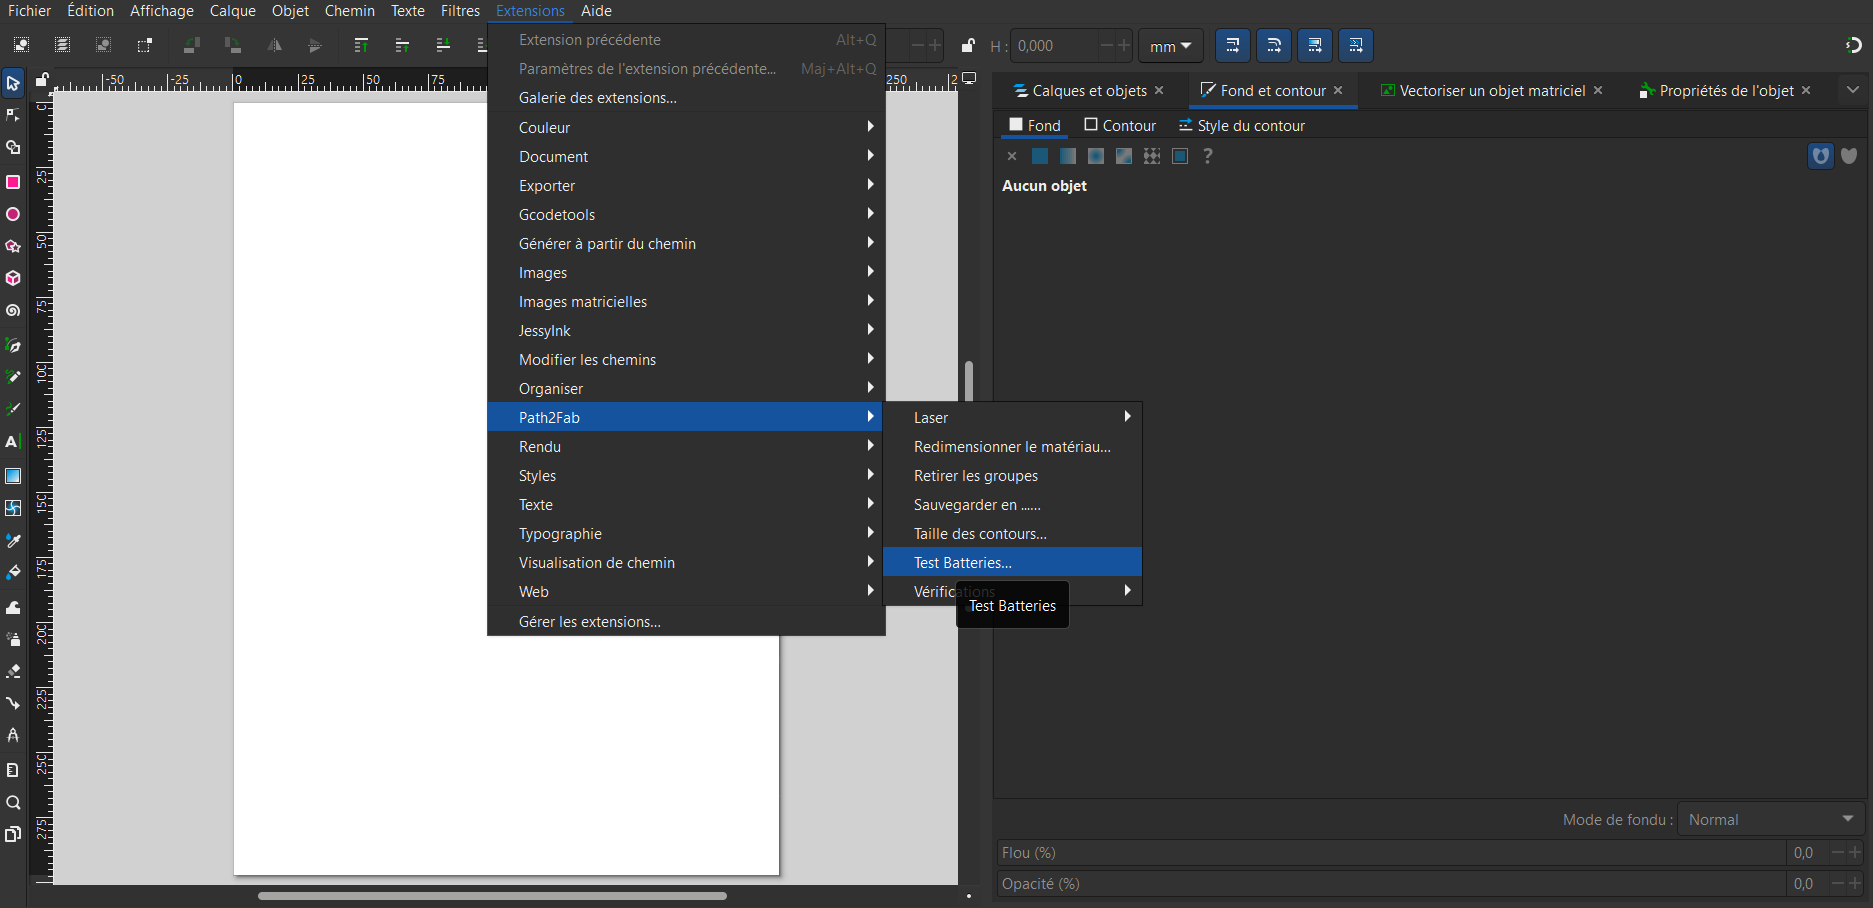 Fichier Édition Affichage Calque Objet Chemin Texte Filtres Extensions Aide
H : 0,000 mm
Extension précédente Alt+Q
Paramètres de l'extension précédente... Maj+Alt+Q
Galerie des extensions...
Couleur
Document
Exporter
Gcodetools
Générer à partir du chemin
Images
Images matricielles
JessyInk
Modifier les chemins
Organiser
Path2Fab
Rendu
Styles
Texte
Typographie
Visualisation de chemin
Web
Gérer les extensions...
Laser
Redimensionner le matériau...
Retirer les groupes
Sauvegarder en ......
Taille des contours...
Test Batteries...
Vérifications
Test Batteries
-50 -25 0 25 50 75 250 2
0
25
50
75
100
125
150
175
200
225
250
275
Calques et objets Fond et contour Vectoriser un objet matriciel Propriétés de l'objet
Fond Contour Style du contour
?
Aucun objet
Mode de fondu : Normal
Flou (%) 0,0
Opacité (%) 0,0